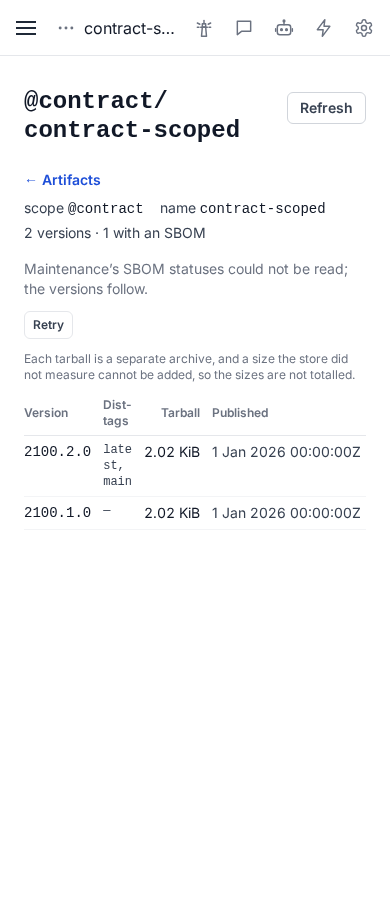 contract-s...
@contract/
contract-scoped
Refresh
← Artifacts
scope @contract name contract-scoped
2 versions · 1 with an SBOM
Maintenance’s SBOM statuses could not be read;
the versions follow.
Retry
Each tarball is a separate archive, and a size the store did
not measure cannot be added, so the sizes are not totalled.
Version Dist-tags Tarball Published
2100.2.0 latest, main 2.02 KiB 1 Jan 2026 00:00:00Z
2100.1.0 — 2.02 KiB 1 Jan 2026 00:00:00Z